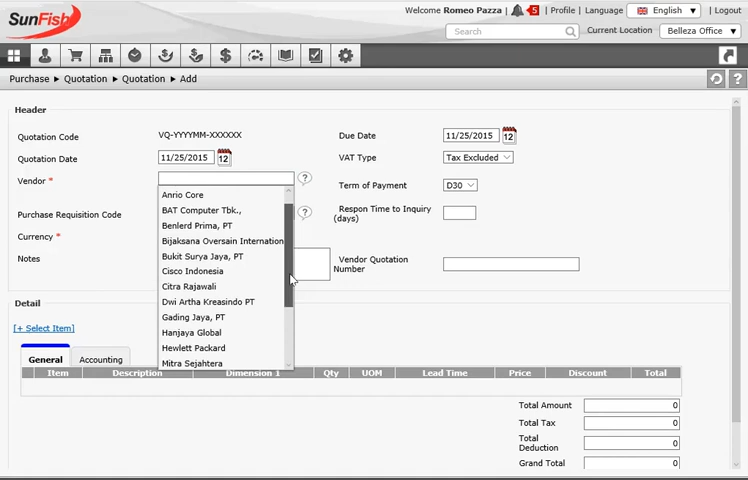 SunFish
Welcome Romeo Pazza 5 Profile Language English Logout
Search Current Location Belleza Office
Purchase Quotation Quotation Add ?
Header
Quotation Code VQ-YYYYMM-XXXXXX Due Date 11/25/2015 12
Quotation Date 11/25/2015 12 VAT Type Tax Excluded
Vendor * ? Term of Payment D30
Purchase Requisition Code ? Respon Time to Inquiry (days)
Currency *
Notes Vendor Quotation Number
Anrio Core
BAT Computer Tbk.,
Benlerd Prima, PT
Bijaksana Oversain Internation
Bukit Surya Jaya, PT
Cisco Indonesia
Citra Rajawali
Dwi Artha Kreasindo PT
Gading Jaya, PT
Hanjaya Global
Hewlett Packard
Mitra Sejahtera
Detail
[+ Select Item]
General Accounting
Item Description Dimension 1 Qty UOM Lead Time Price Discount Total
Total Amount 0
Total Tax 0
Total Deduction 0
Grand Total 0